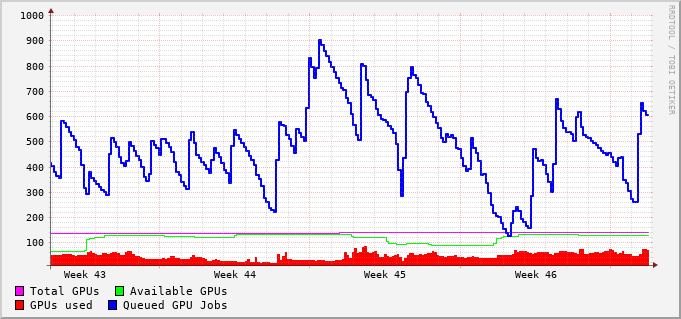 1000
900
800
700
600
500
400
300
200
100
Week 43 Week 44 Week 45 Week 46
Total GPUs Available GPUs
GPUs used Queued GPU Jobs
RRDTOOL / TOBI OETIKER